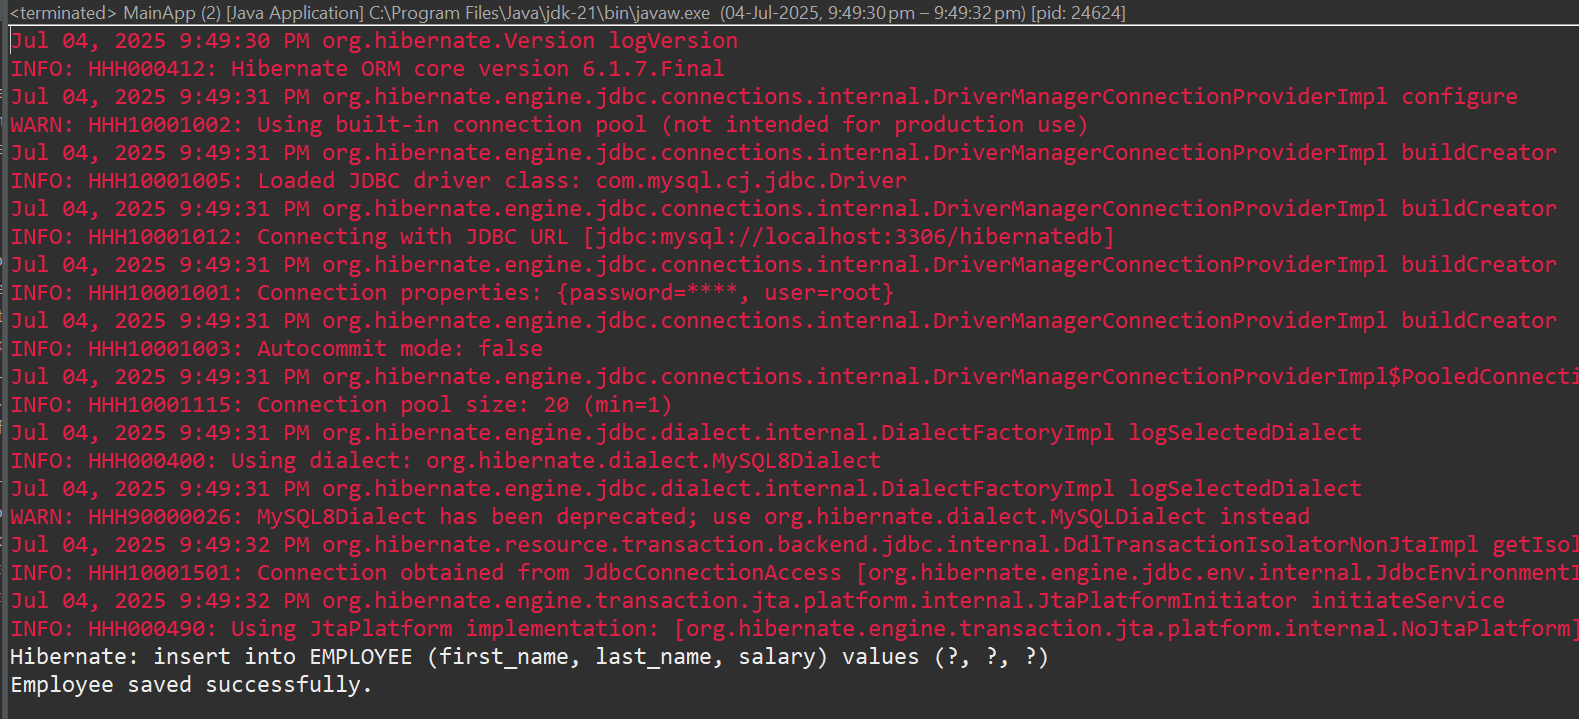 <terminated> MainApp (2) [Java Application] C:\Program Files\Java\jdk-21\bin\javaw.exe (04-Jul-2025, 9:49:30 pm – 9:49:32 pm) [pid: 24624]
Jul 04, 2025 9:49:30 PM org.hibernate.Version logVersion
INFO: HHH000412: Hibernate ORM core version 6.1.7.Final
Jul 04, 2025 9:49:31 PM org.hibernate.engine.jdbc.connections.internal.DriverManagerConnectionProviderImpl configure
WARN: HHH10001002: Using built-in connection pool (not intended for production use)
Jul 04, 2025 9:49:31 PM org.hibernate.engine.jdbc.connections.internal.DriverManagerConnectionProviderImpl buildCreator
INFO: HHH10001005: Loaded JDBC driver class: com.mysql.cj.jdbc.Driver
Jul 04, 2025 9:49:31 PM org.hibernate.engine.jdbc.connections.internal.DriverManagerConnectionProviderImpl buildCreator
INFO: HHH10001012: Connecting with JDBC URL [jdbc:mysql://localhost:3306/hibernatedb]
Jul 04, 2025 9:49:31 PM org.hibernate.engine.jdbc.connections.internal.DriverManagerConnectionProviderImpl buildCreator
INFO: HHH10001001: Connection properties: {password=****, user=root}
Jul 04, 2025 9:49:31 PM org.hibernate.engine.jdbc.connections.internal.DriverManagerConnectionProviderImpl buildCreator
INFO: HHH10001003: Autocommit mode: false
Jul 04, 2025 9:49:31 PM org.hibernate.engine.jdbc.connections.internal.DriverManagerConnectionProviderImpl$PooledConnecti
INFO: HHH10001115: Connection pool size: 20 (min=1)
Jul 04, 2025 9:49:31 PM org.hibernate.engine.jdbc.dialect.internal.DialectFactoryImpl logSelectedDialect
INFO: HHH000400: Using dialect: org.hibernate.dialect.MySQL8Dialect
Jul 04, 2025 9:49:31 PM org.hibernate.engine.jdbc.dialect.internal.DialectFactoryImpl logSelectedDialect
WARN: HHH90000026: MySQL8Dialect has been deprecated; use org.hibernate.dialect.MySQLDialect instead
Jul 04, 2025 9:49:32 PM org.hibernate.resource.transaction.backend.jdbc.internal.DdlTransactionIsolatorNonJtaImpl getIsol
INFO: HHH10001501: Connection obtained from JdbcConnectionAccess [org.hibernate.engine.jdbc.env.internal.JdbcEnvironmentI
Jul 04, 2025 9:49:32 PM org.hibernate.engine.transaction.jta.platform.internal.JtaPlatformInitiator initiateService
INFO: HHH000490: Using JtaPlatform implementation: [org.hibernate.engine.transaction.jta.platform.internal.NoJtaPlatform]
Hibernate: insert into EMPLOYEE (first_name, last_name, salary) values (?, ?, ?)
Employee saved successfully.